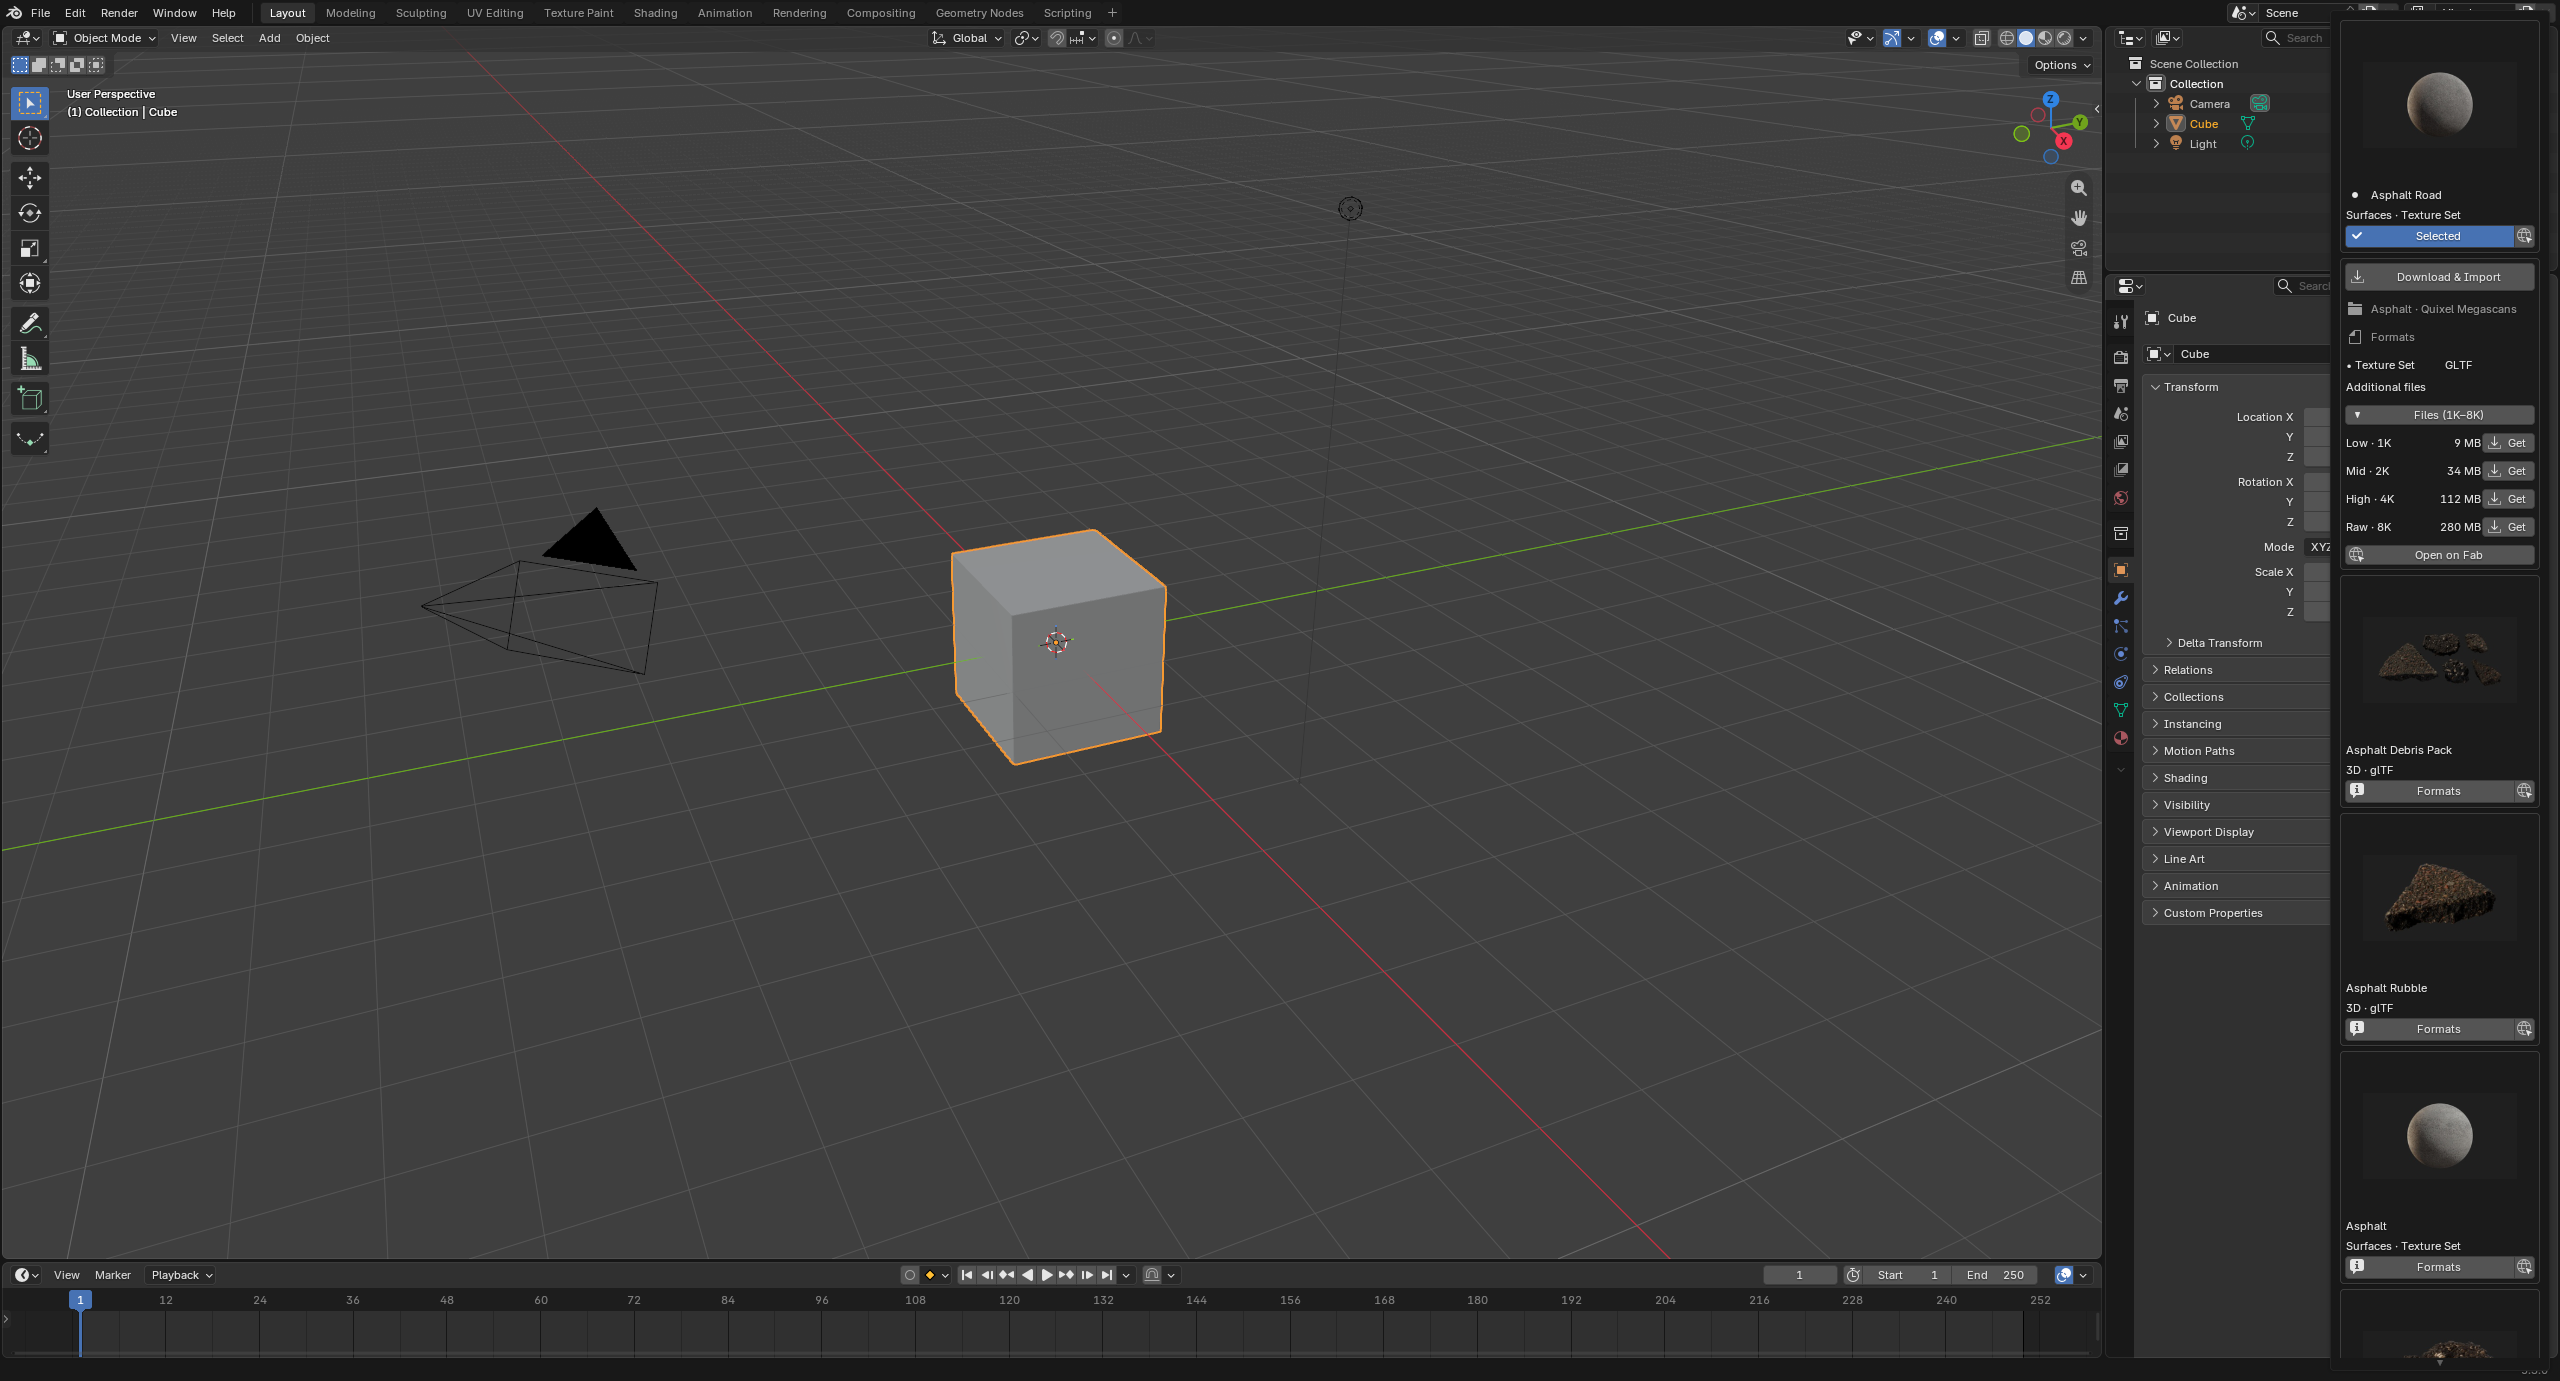 File Edit Render Window Help Layout Modeling Sculpting UV Editing Texture Paint Shading Animation Rendering Compositing Geometry Nodes Scripting + Scene
Object Mode View Select Add Object Global Search
Options
User Perspective
(1) Collection | Cube
Z
Y
X
Scene Collection
Collection
Camera
Cube
Light
Cube
Cube
Transform
Location X
Y
Z
Rotation X
Y
Z
Mode XYZ
Scale X
Y
Z
Delta Transform
Relations
Collections
Instancing
Motion Paths
Shading
Visibility
Viewport Display
Line Art
Animation
Custom Properties
Asphalt Road
Surfaces · Texture Set
Selected
Download & Import
Asphalt · Quixel Megascans
Formats
• Texture Set GLTF
Additional files
Files (1K–8K)
Low · 1K 9 MB Get
Mid · 2K 34 MB Get
High · 4K 112 MB Get
Raw · 8K 280 MB Get
Open on Fab
Asphalt Debris Pack
3D · glTF
Formats
Asphalt Rubble
3D · glTF
Formats
Asphalt
Surfaces · Texture Set
Formats
View Marker Playback 1 Start 1 End 250
1 12 24 36 48 60 72 84 96 108 120 132 144 156 168 180 192 204 216 228 240 252